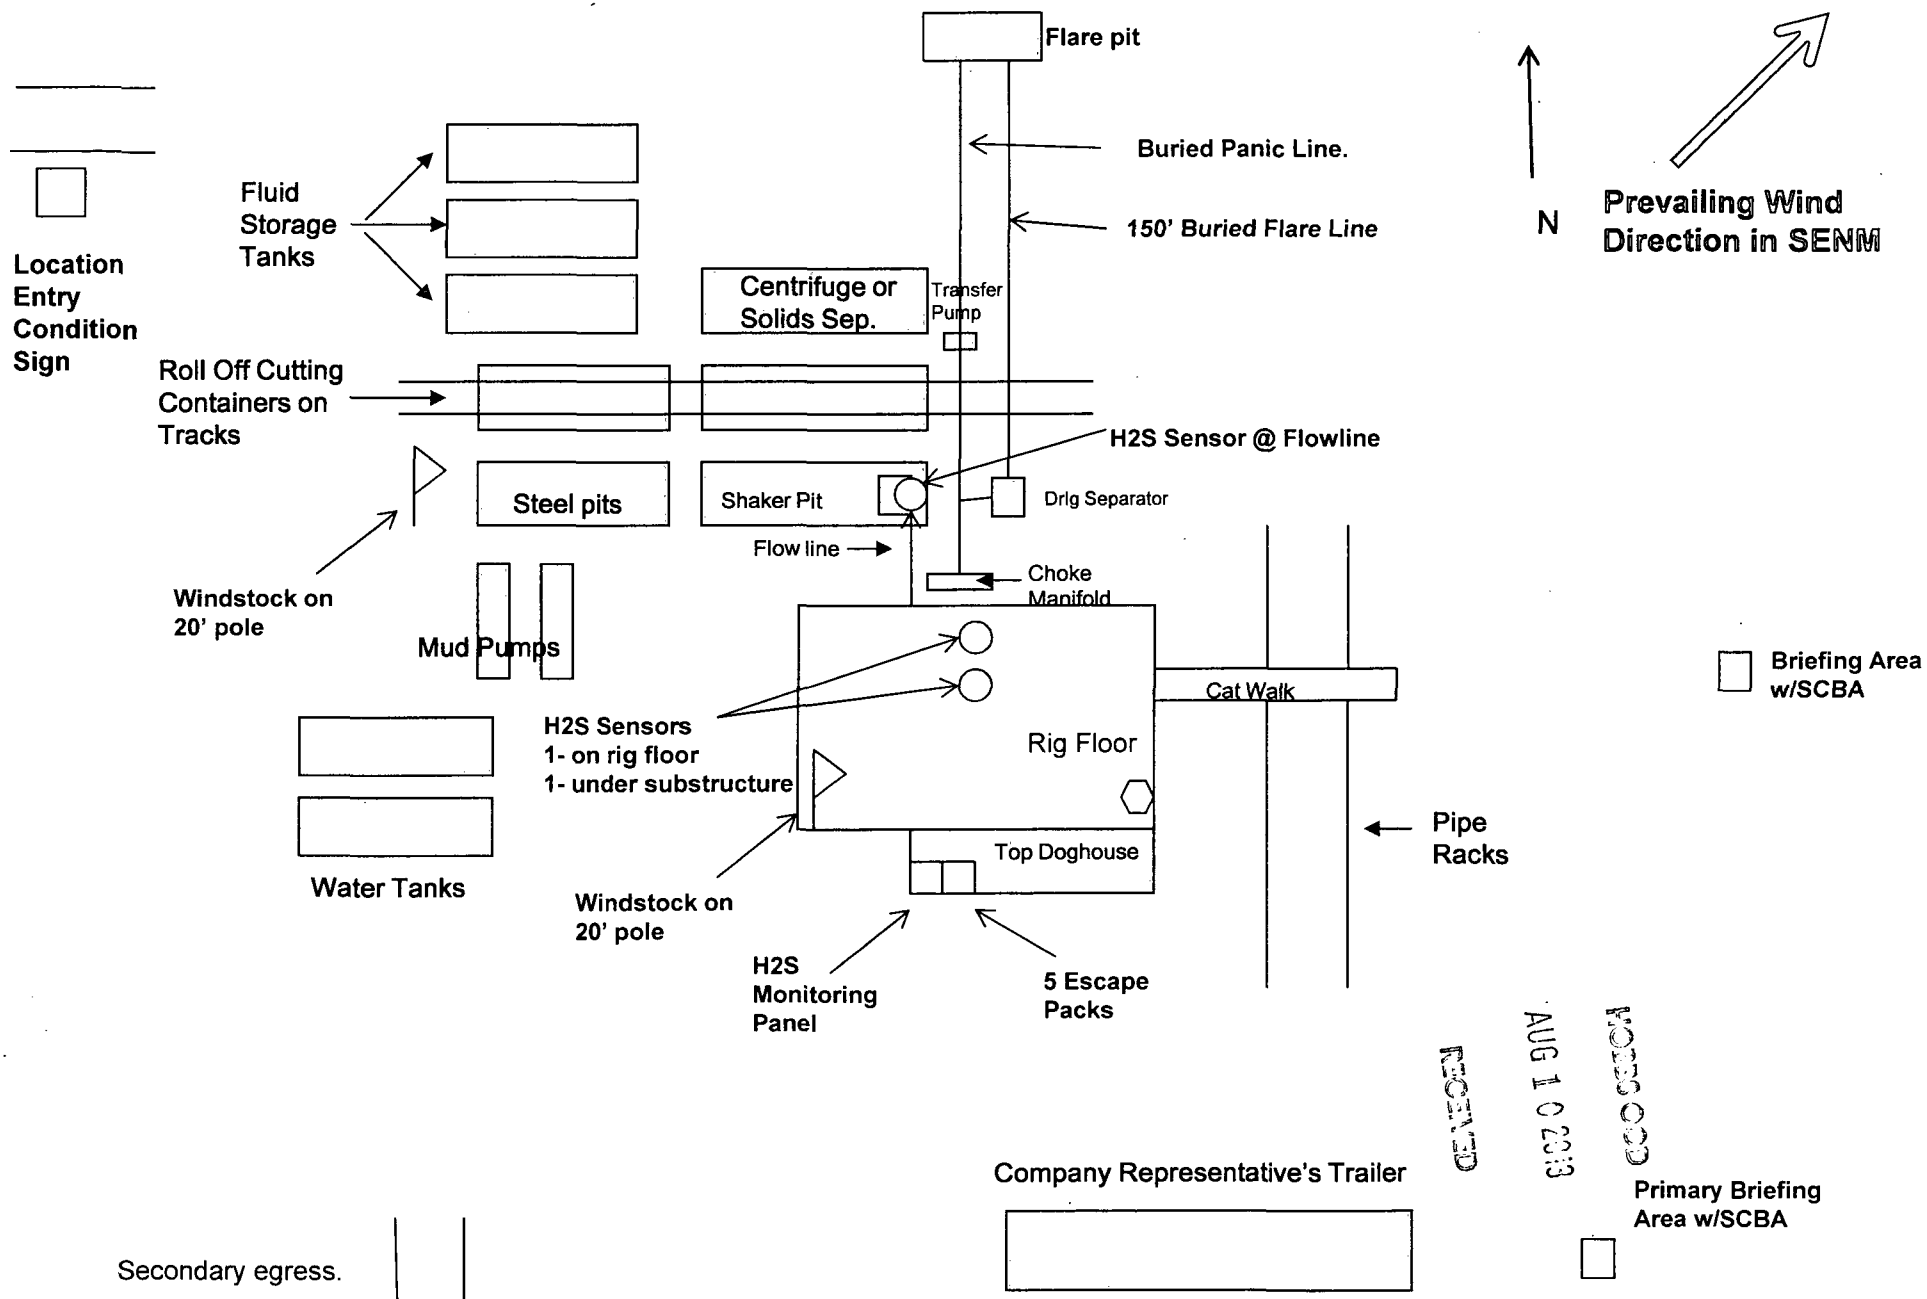 Flare pit
Buried Panic Line.
150' Buried Flare Line
N
Prevailing Wind
Direction in SENM
Fluid
Storage
Tanks
Location
Entry
Condition
Sign
Centrifuge or
Solids Sep.
Transfer
Pump
Roll Off Cutting
Containers on
Tracks
H2S Sensor @ Flowline
Steel pits
Shaker Pit
Drlg Separator
Flow line
Choke
Manifold
Windstock on
20' pole
Mud Pumps
Cat Walk
Briefing Area
w/SCBA
H2S Sensors
1- on rig floor
1- under substructure
Rig Floor
Pipe
Racks
Top Doghouse
Water Tanks
Windstock on
20' pole
H2S
Monitoring
Panel
5 Escape
Packs
HOBBS OCD
AUG 10 2013
RECEIVED
Company Representative's Trailer
Primary Briefing
Area w/SCBA
Secondary egress.